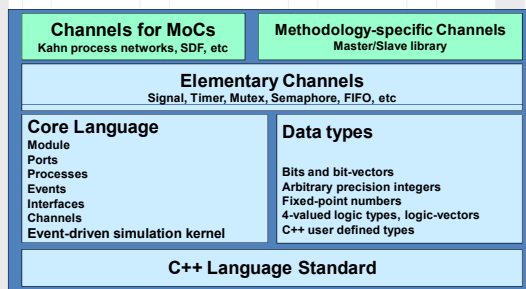 Channels for MoCs
Kahn process networks, SDF, etc
Methodology-specific Channels
Master/Slave library
Elementary Channels
Signal, Timer, Mutex, Semaphore, FIFO, etc
Core Language
Module
Ports
Processes
Events
Interfaces
Channels
Event-driven simulation kernel
Data types
Bits and bit-vectors
Arbitrary precision integers
Fixed-point numbers
4-valued logic types, logic-vectors
C++ user defined types
C++ Language Standard